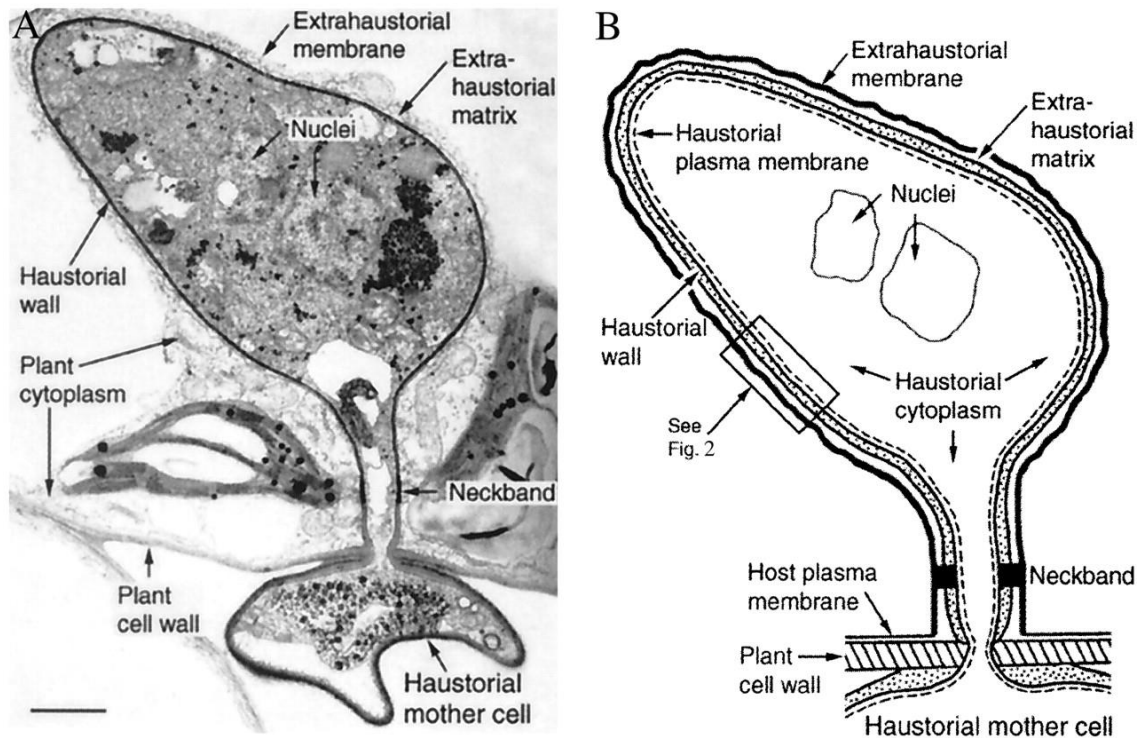 A
Extrahaustorial
membrane
Extra-
haustorial
matrix
Nuclei
Haustorial
wall
Plant
cytoplasm
Neckband
Plant
cell wall
Haustorial
mother cell
B
Extrahaustorial
membrane
Extra-
haustorial
matrix
Haustorial
plasma membrane
Nuclei
Haustorial
wall
Haustorial
cytoplasm
See
Fig. 2
Host plasma
membrane
Neckband
Plant
cell wall
Haustorial mother cell